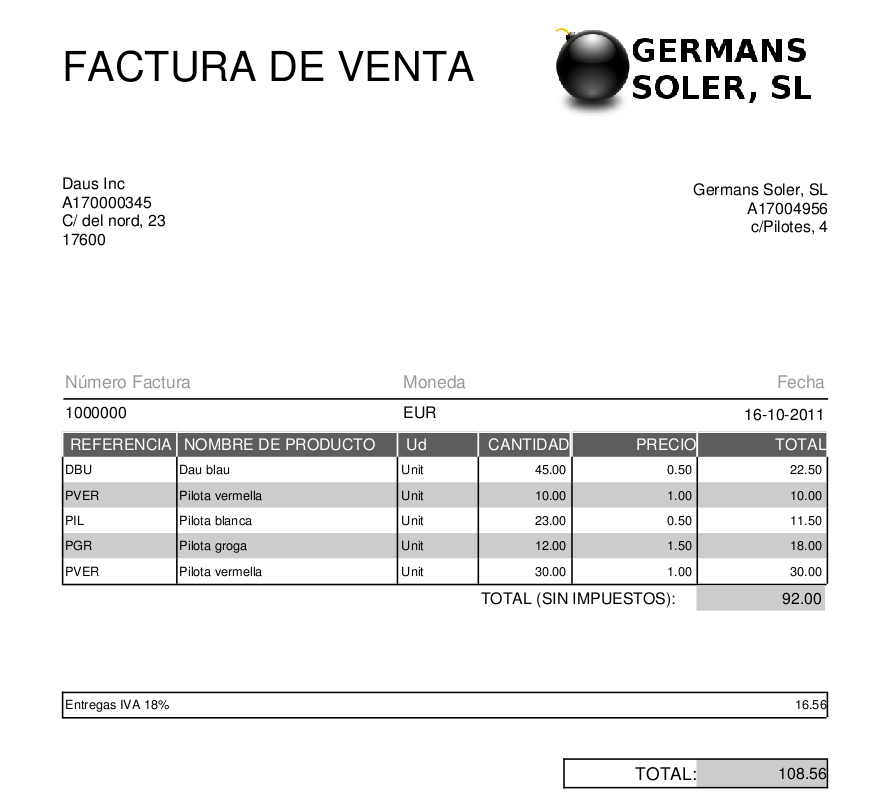 FACTURA DE VENTA
GERMANS
SOLER, SL
Daus Inc
A170000345
C/ del nord, 23
17600
Germans Soler, SL
A17004956
c/Pilotes, 4
Número Factura Moneda Fecha
1000000 EUR 16-10-2011
REFERENCIA NOMBRE DE PRODUCTO Ud CANTIDAD PRECIO TOTAL
DBU Dau blau Unit 45.00 0.50 22.50
PVER Pilota vermella Unit 10.00 1.00 10.00
PIL Pilota blanca Unit 23.00 0.50 11.50
PGR Pilota groga Unit 12.00 1.50 18.00
PVER Pilota vermella Unit 30.00 1.00 30.00
TOTAL (SIN IMPUESTOS): 92.00
Entregas IVA 18% 16.56
TOTAL: 108.56